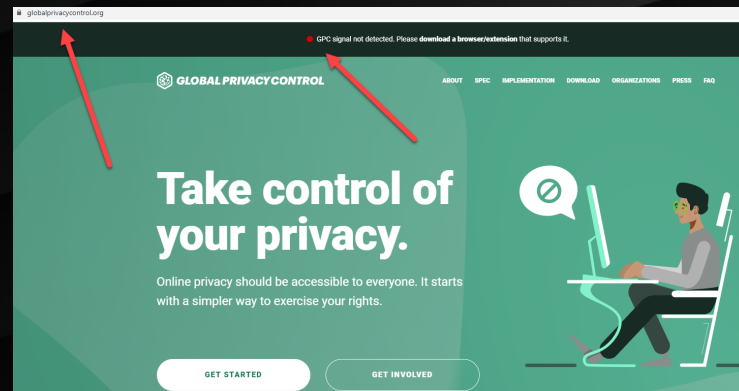 globalprivacycontrol.org
GPC signal not detected. Please download a browser/extension that supports it.
GLOBAL PRIVACY CONTROL
ABOUT SPEC IMPLEMENTATION DOWNLOAD ORGANIZATIONS PRESS FAQ
Take control of
your privacy.
Online privacy should be accessible to everyone. It starts
with a simpler way to exercise your rights.
GET STARTED GET INVOLVED